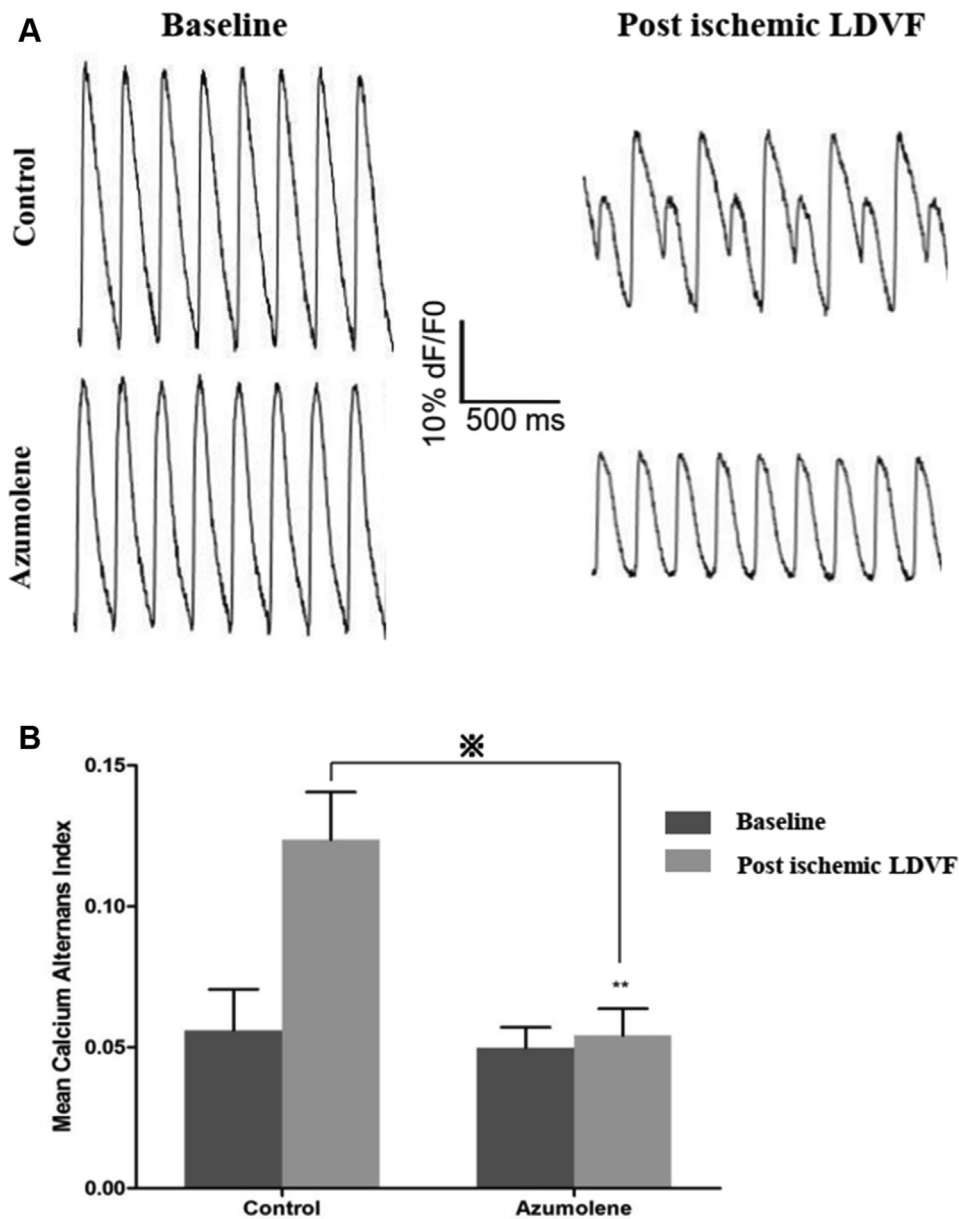 A
Baseline
Post ischemic LDVF
Control
10% dF/F0
500 ms
Azumolene
B
※
0.15
Baseline
Post ischemic LDVF
0.10
**
0.05
0.00
Mean Calcium Alternans Index
Control
Azumolene